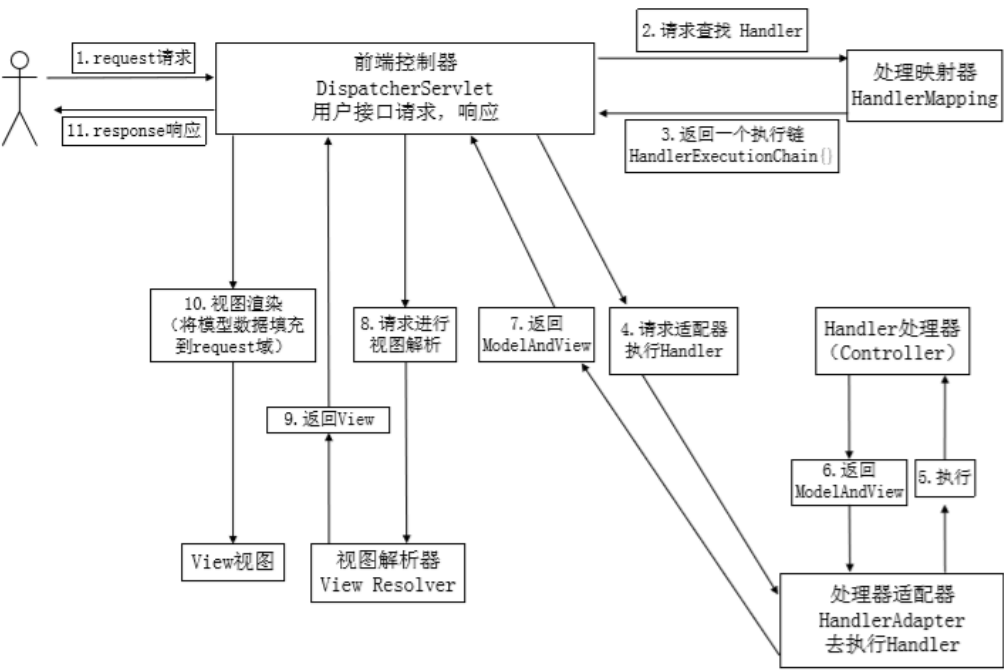 1.request请求
11.response响应
前端控制器
DispatcherServlet
用户接口请求，响应
2.请求查找 Handler
处理映射器
HandlerMapping
3.返回一个执行链
HandlerExecutionChain{}
10.视图渲染
（将模型数据填充
到request域）
8.请求进行
视图解析
7.返回
ModelAndView
4.请求适配器
执行Handler
Handler处理器
（Controller）
9.返回View
6.返回
ModelAndView
5.执行
View视图
视图解析器
View Resolver
处理器适配器
HandlerAdapter
去执行Handler